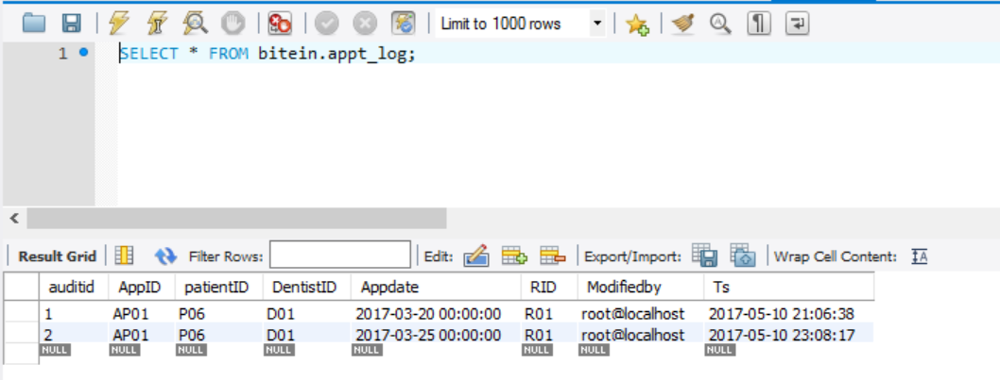 Limit to 1000 rows
1 SELECT * FROM bitein.appt_log;
Result Grid Filter Rows: Edit: Export/Import: Wrap Cell Content: IA
auditid AppID patientID DentistID Appdate RID Modifiedby Ts
1 AP01 P06 D01 2017-03-20 00:00:00 R01 root@localhost 2017-05-10 21:06:38
2 AP01 P06 D01 2017-03-25 00:00:00 R01 root@localhost 2017-05-10 23:08:17
NULL NULL NULL NULL NULL NULL NULL NULL